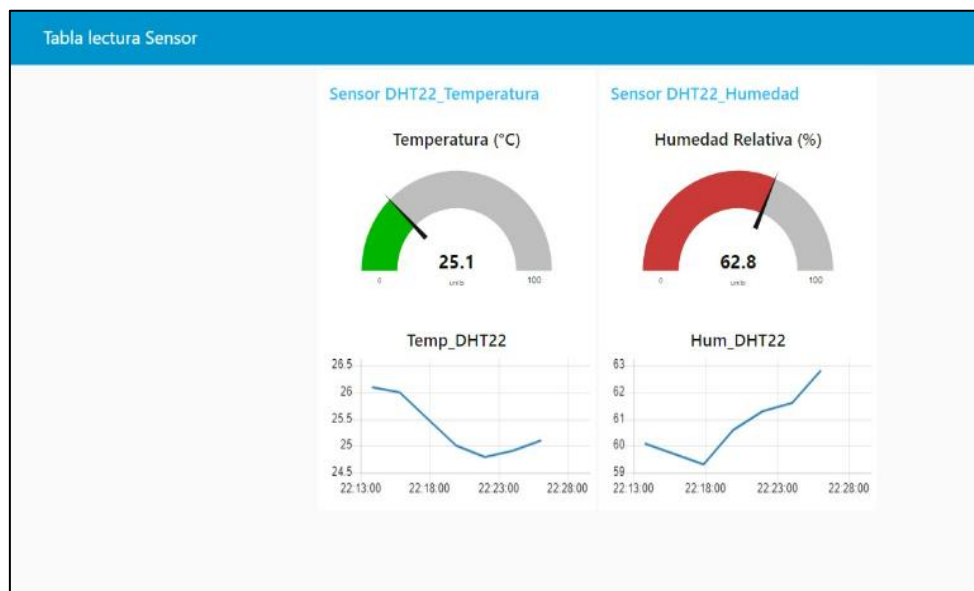 Tabla lectura Sensor
Sensor DHT22_Temperatura
Temperatura (°C)
25.1
units
0
100
Temp_DHT22
26.5
26
25.5
25
24.5
22:13:00 22:18:00 22:23:00 22:28:00
Sensor DHT22_Humedad
Humedad Relativa (%)
62.8
units
0
100
Hum_DHT22
63
62
61
60
59
22:13:00 22:18:00 22:23:00 22:28:00